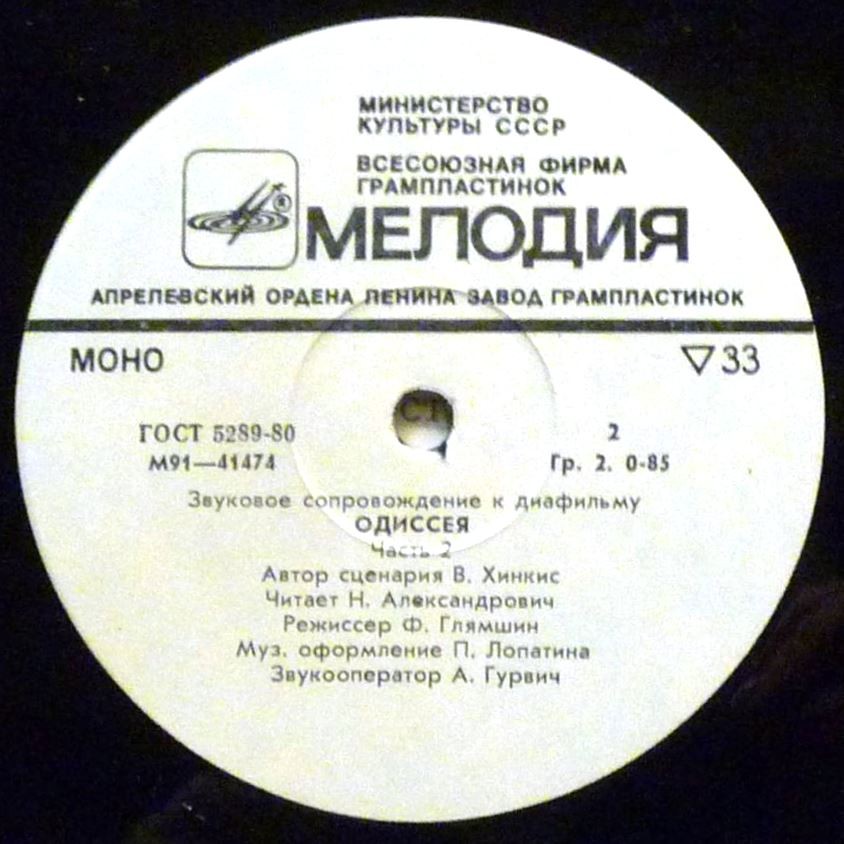 МИНИСТЕРСТВО
КУЛЬТУРЫ СССР
ВСЕСОЮЗНАЯ ФИРМА
ГРАМПЛАСТИНОК
МЕЛОДИЯ
АПРЕЛЕВСКИЙ ОРДЕНА ЛЕНИНА ЗАВОД ГРАМПЛАСТИНОК
МОНО ▽33
ГОСТ 5289-80 2
М91—41474 Гр. 2. 0-85
Звуковое сопровождение к диафильму
ОДИССЕЯ
Часть 2
Автор сценария В. Хинкис
Читает Н. Александрович
Режиссер Ф. Глямшин
Муз. оформление П. Лопатина
Звукооператор А. Гурвич